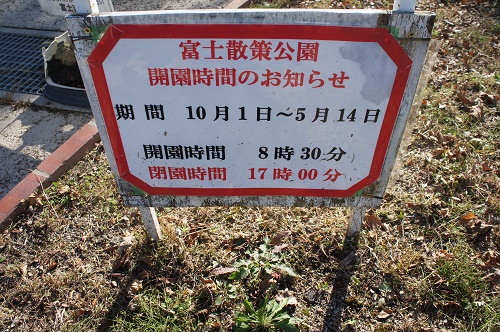 富士散策公園
開園時間のお知らせ
期間 10月1日～5月14日
開園時間 8時30分
閉園時間 17時00分